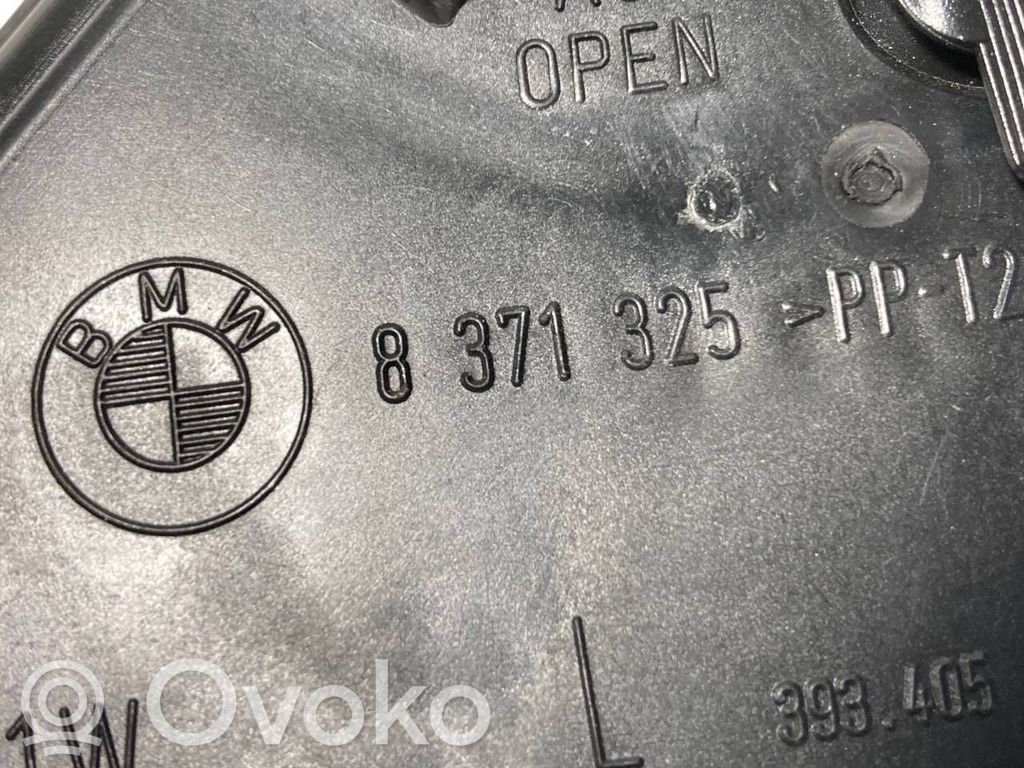 OPEN
BMW
8 371 325 >PP-T2
L
393.405
Ovoko